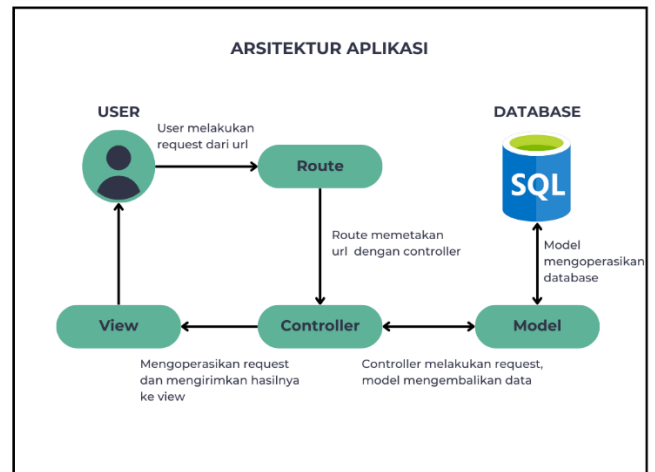 ARSITEKTUR APLIKASI
USER
DATABASE
User melakukan
request dari url
Route
SQL
Route memetakan
url dengan controller
Model
mengoperasikan
database
View
Controller
Model
Mengoperasikan request
dan mengirimkan hasilnya
ke view
Controller melakukan request,
model mengembalikan data